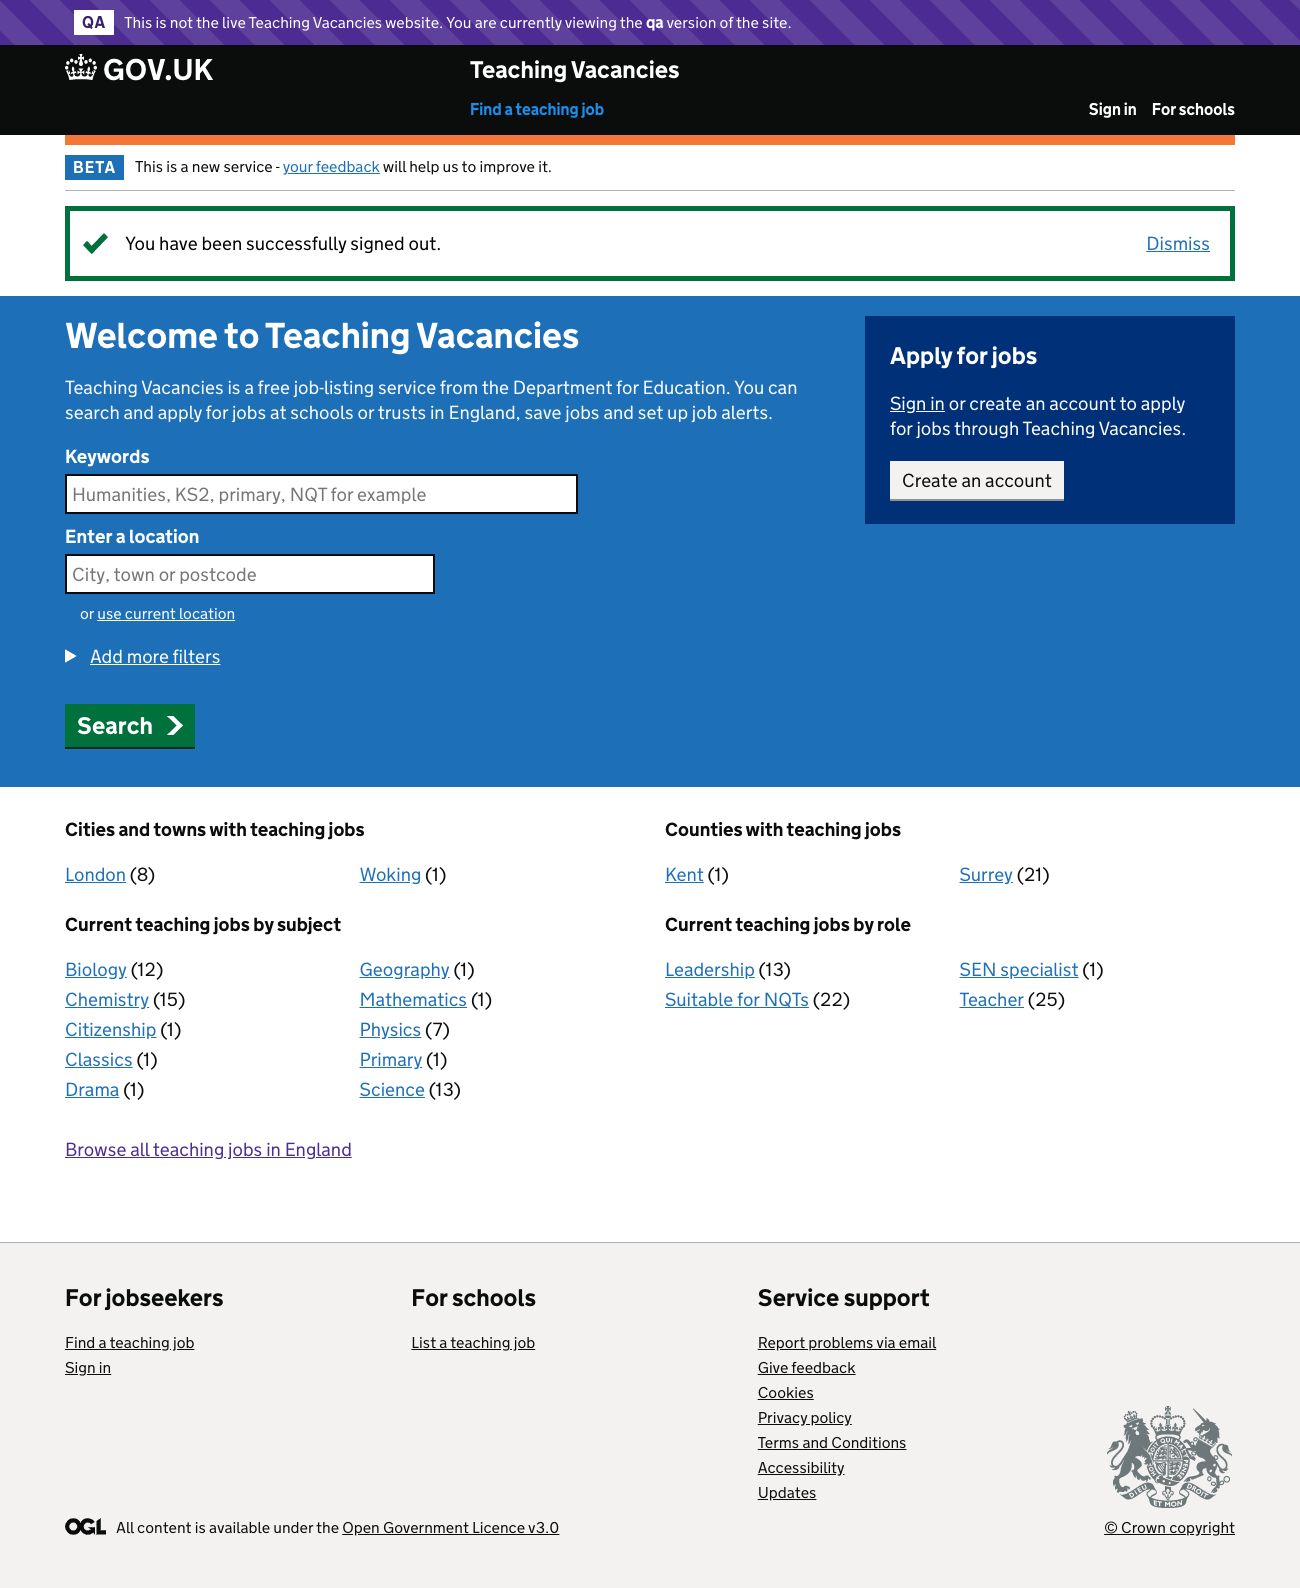 QA This is not the live Teaching Vacancies website. You are currently viewing the qa version of the site.
GOV.UK
Teaching Vacancies
Find a teaching job
Sign in For schools
BETA This is a new service - your feedback will help us to improve it.
You have been successfully signed out.
Dismiss
Welcome to Teaching Vacancies
Teaching Vacancies is a free job-listing service from the Department for Education. You can
search and apply for jobs at schools or trusts in England, save jobs and set up job alerts.
Keywords
Humanities, KS2, primary, NQT for example
Enter a location
City, town or postcode
or use current location
Add more filters
Search
Apply for jobs
Sign in or create an account to apply
for jobs through Teaching Vacancies.
Create an account
Cities and towns with teaching jobs
London (8)
Woking (1)
Counties with teaching jobs
Kent (1)
Surrey (21)
Current teaching jobs by subject
Biology (12)
Chemistry (15)
Citizenship (1)
Classics (1)
Drama (1)
Geography (1)
Mathematics (1)
Physics (7)
Primary (1)
Science (13)
Current teaching jobs by role
Leadership (13)
Suitable for NQTs (22)
SEN specialist (1)
Teacher (25)
Browse all teaching jobs in England
For jobseekers
Find a teaching job
Sign in
For schools
List a teaching job
Service support
Report problems via email
Give feedback
Cookies
Privacy policy
Terms and Conditions
Accessibility
Updates
OGL All content is available under the Open Government Licence v3.0
DIEU ET MON DROIT
© Crown copyright